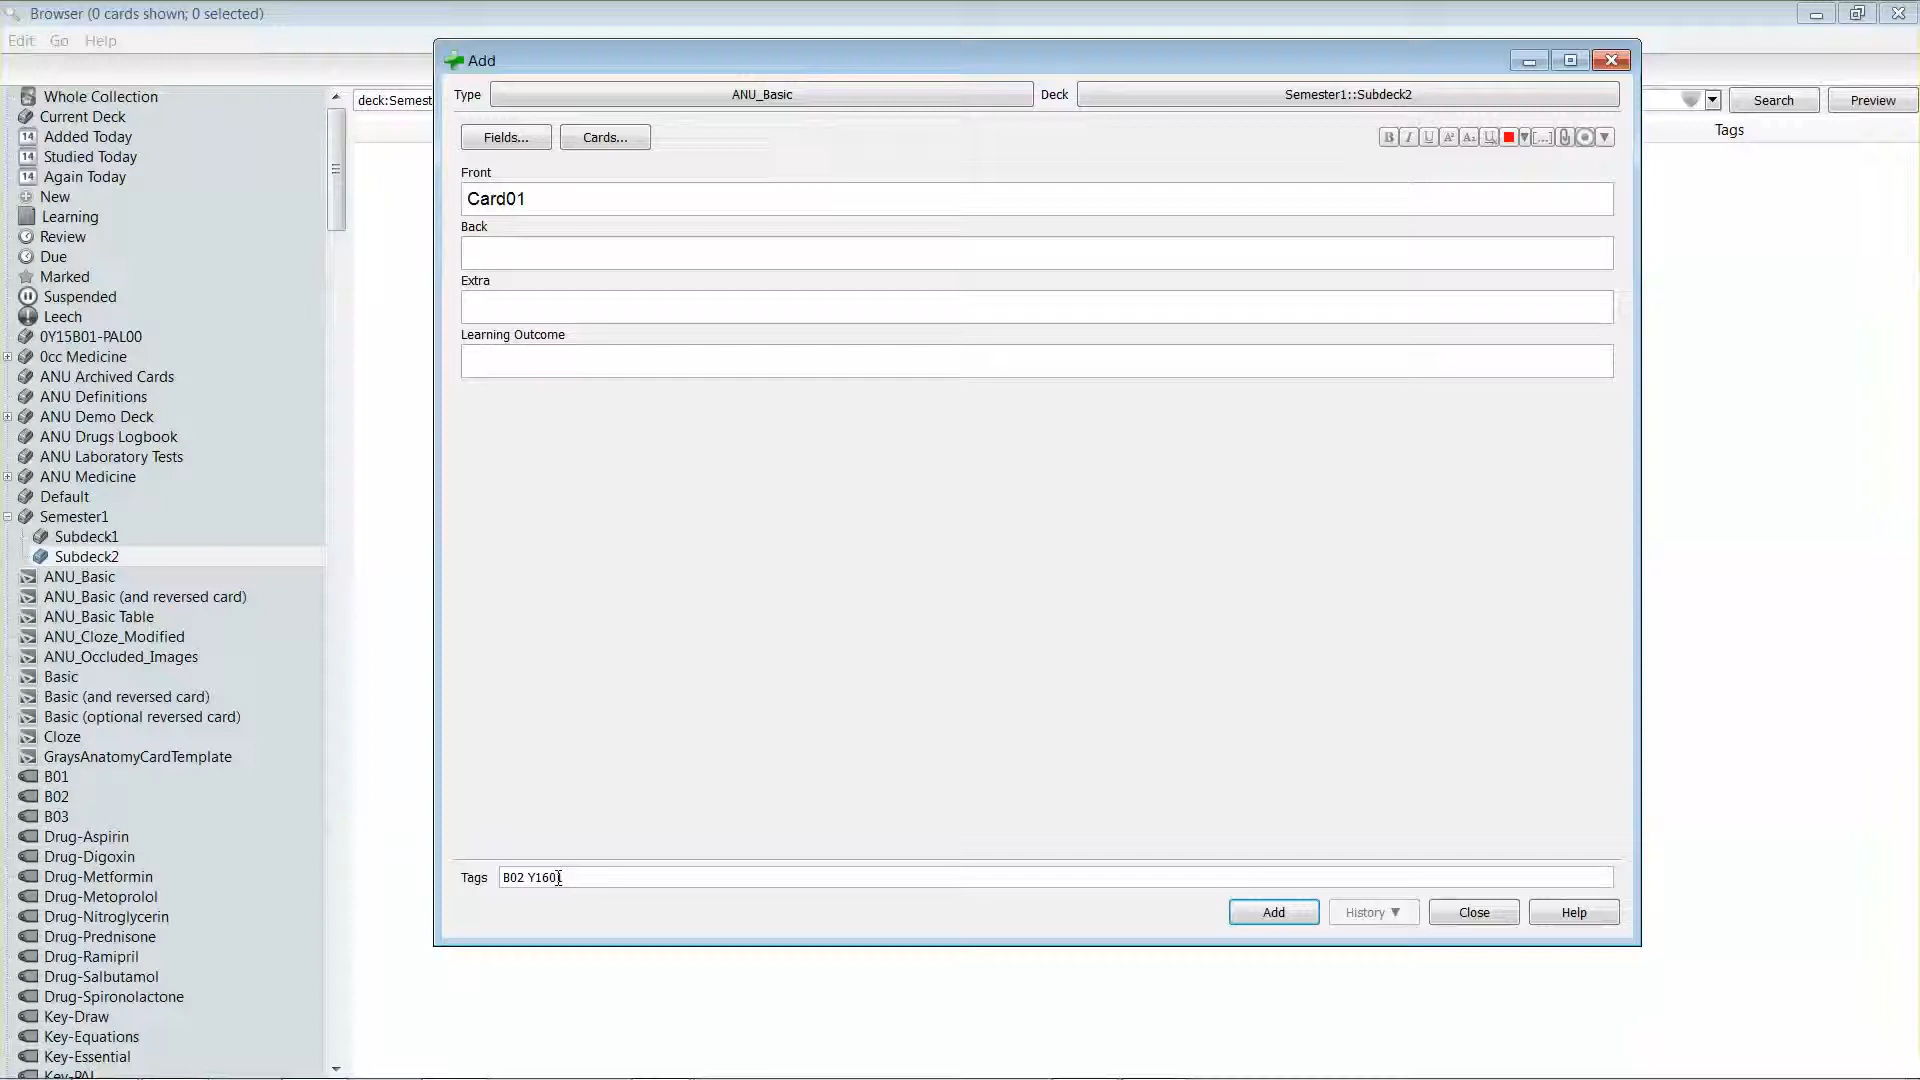 Browser (0 cards shown; 0 selected)
Edit Go Help
Whole Collection
Current Deck
Added Today
Studied Today
Again Today
New
Learning
Review
Due
Marked
Suspended
Leech
0Y15B01-PAL00
0cc Medicine
ANU Archived Cards
ANU Definitions
ANU Demo Deck
ANU Drugs Logbook
ANU Laboratory Tests
ANU Medicine
Default
Semester1
Subdeck1
Subdeck2
ANU_Basic
ANU_Basic (and reversed card)
ANU_Basic Table
ANU_Cloze_Modified
ANU_Occluded_Images
Basic
Basic (and reversed card)
Basic (optional reversed card)
Cloze
GraysAnatomyCardTemplate
B01
B02
B03
Drug-Aspirin
Drug-Digoxin
Drug-Metformin
Drug-Metoprolol
Drug-Nitroglycerin
Drug-Prednisone
Drug-Ramipril
Drug-Salbutamol
Drug-Spironolactone
Key-Draw
Key-Equations
Key-Essential
Key-PAL
deck:Semest
Search Preview
Tags
Add
Type ANU_Basic Deck Semester1::Subdeck2
Fields... Cards...
Front
Card01
Back
Extra
Learning Outcome
Tags B02 Y1601
Add History ▼ Close Help